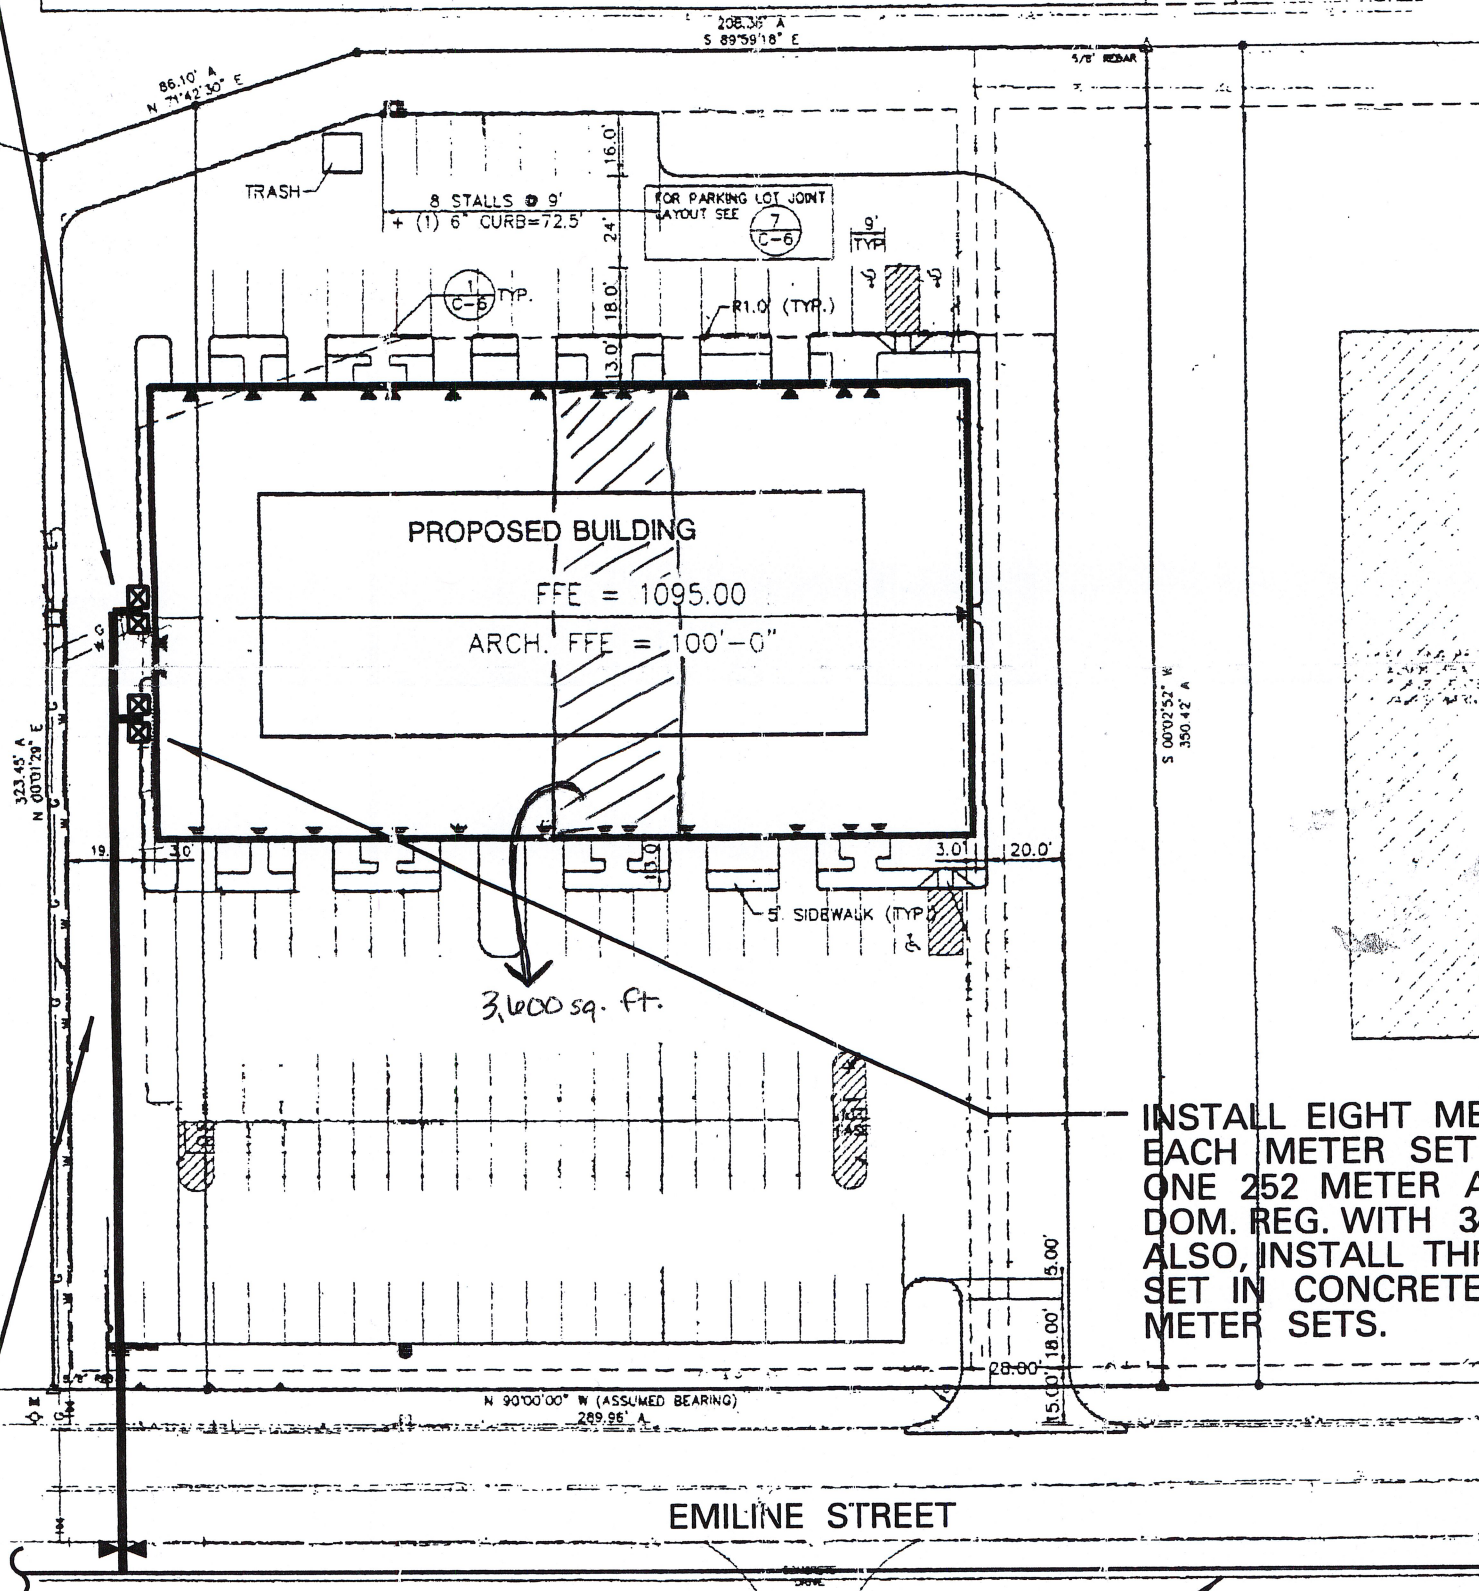 208.36' A
S 89°59'18" E
5/8" REBAR
86.10' A
N 71°42'30" E
TRASH
16.0'
8 STALLS @ 9'
+ (1) 6" CURB=72.5'
24'
FOR PARKING LOT JOINT
LAYOUT SEE
7
C-6
9'
TYP
1
C-6
TYP.
18.0'
R1.0' (TYP.)
13.0'
PROPOSED BUILDING
FFE = 1095.00
ARCH. FFE = 100'-0"
W G
323.45' A
N 00°01'29" E
S 00°02'52" W
350.42' A
19.
3.0'
13.0'
3.0'
20.0'
5' SIDEWALK (TYP.)
3,600 sq. ft.
INSTALL EIGHT ME
EACH METER SET
ONE 252 METER A
DOM. REG. WITH 3/
ALSO, INSTALL THR
SET IN CONCRETE
METER SETS.
5.00'
18.00'
28.00'
15.00'
N 90°00'00" W (ASSUMED BEARING)
289.96' A
EMILINE STREET
CONCRETE
DRIVE